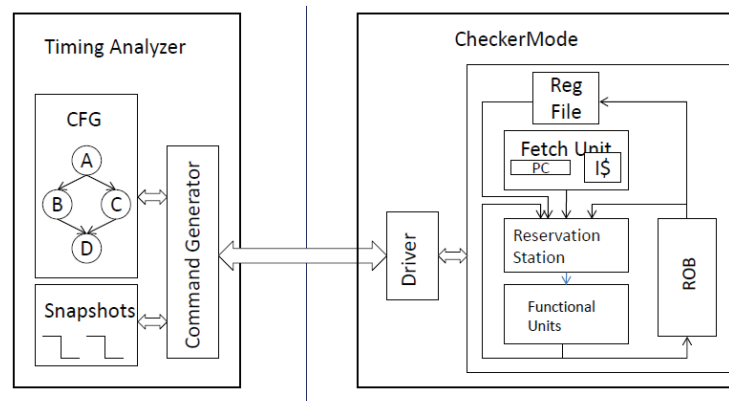 Timing Analyzer
CFG
A
B
C
D
Snapshots
Command Generator
CheckerMode
Driver
Reg
File
Fetch Unit
PC
I$
Reservation
Station
Functional
Units
ROB